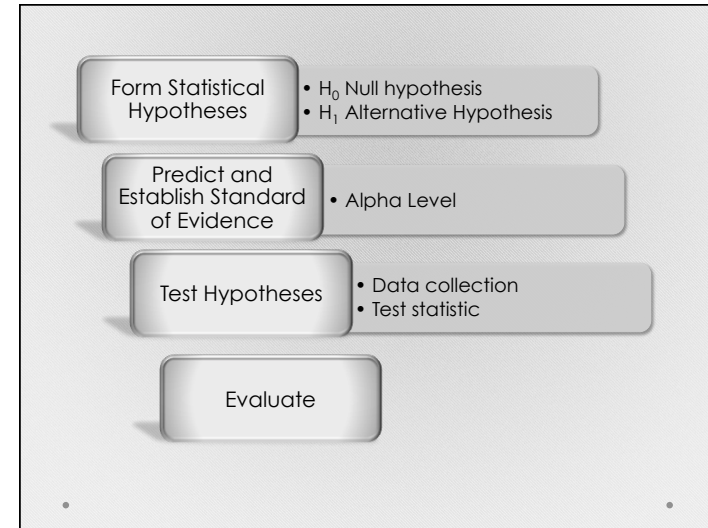 Form Statistical
Hypotheses
• H₀ Null hypothesis
• H₁ Alternative Hypothesis
Predict and
Establish Standard
of Evidence
• Alpha Level
Test Hypotheses
• Data collection
• Test statistic
Evaluate